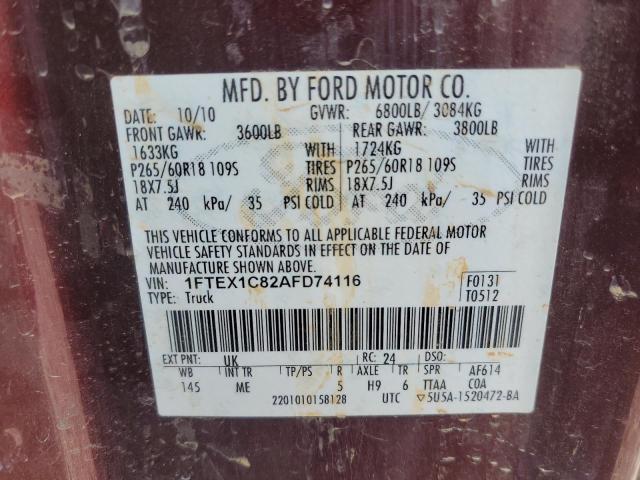 MFD. BY FORD MOTOR CO.
DATE: 10/10 GVWR: 6800LB/ 3084KG
FRONT GAWR: 3600LB REAR GAWR: 3800LB
1633KG WITH 1724KG WITH
P265/60R18 109S TIRES P265/60R18 109S TIRES
18X7.5J RIMS 18X7.5J RIMS
AT 240 kPa/ 35 PSI COLD AT 240 kPa/ 35 PSI COLD
THIS VEHICLE CONFORMS TO ALL APPLICABLE FEDERAL MOTOR
VEHICLE SAFETY STANDARDS IN EFFECT ON THE DATE OF
MANUFACTURE SHOWN ABOVE.
VIN: 1FTEX1C82AFD74116 F0131
TYPE: Truck T0512
EXT PNT: UK RC: 24 DSO:
WB INT TR TP/PS R AXLE TR SPR AF614
145 ME 5 H9 6 TTAA COA
2201010158128 UTC ▽5U5A-1520472-BA